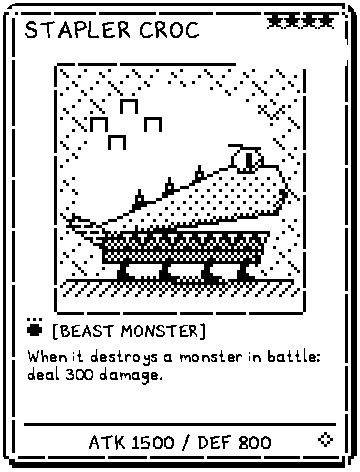 STAPLER CROC
[BEAST MONSTER]
When it destroys a monster in battle:
deal 300 damage.
ATK 1500 / DEF 800